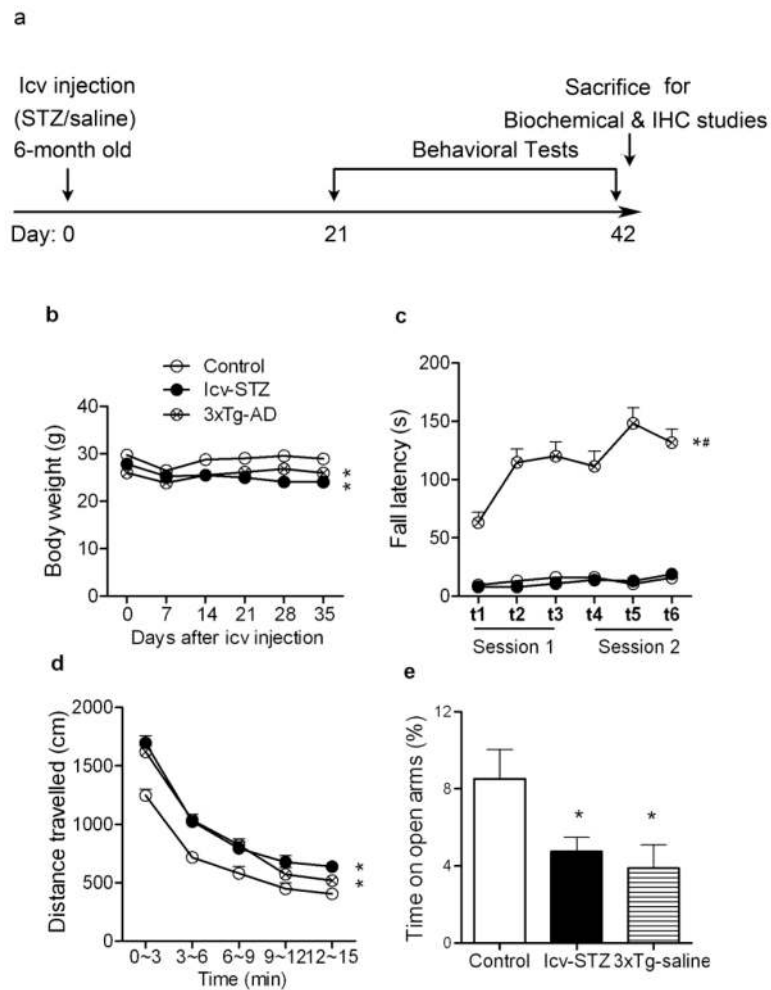 a
Icv injection
(STZ/saline)
6-month old
Sacrifice for
Biochemical & IHC studies
Behavioral Tests
Day: 0
21
42
b
Control
Icv-STZ
3xTg-AD
40
30
20
10
0
Body weight (g)
*
*
0 7 14 21 28 35
Days after icv injection
c
200
150
100
50
0
Fall latency (s)
*#
t1 t2 t3 t4 t5 t6
Session 1 Session 2
d
2000
1500
1000
500
0
Distance travelled (cm)
*
*
0~3 3~6 6~9 9~12 12~15
Time (min)
e
12
8
4
0
Time on open arms (%)
* *
Control Icv-STZ 3xTg-saline